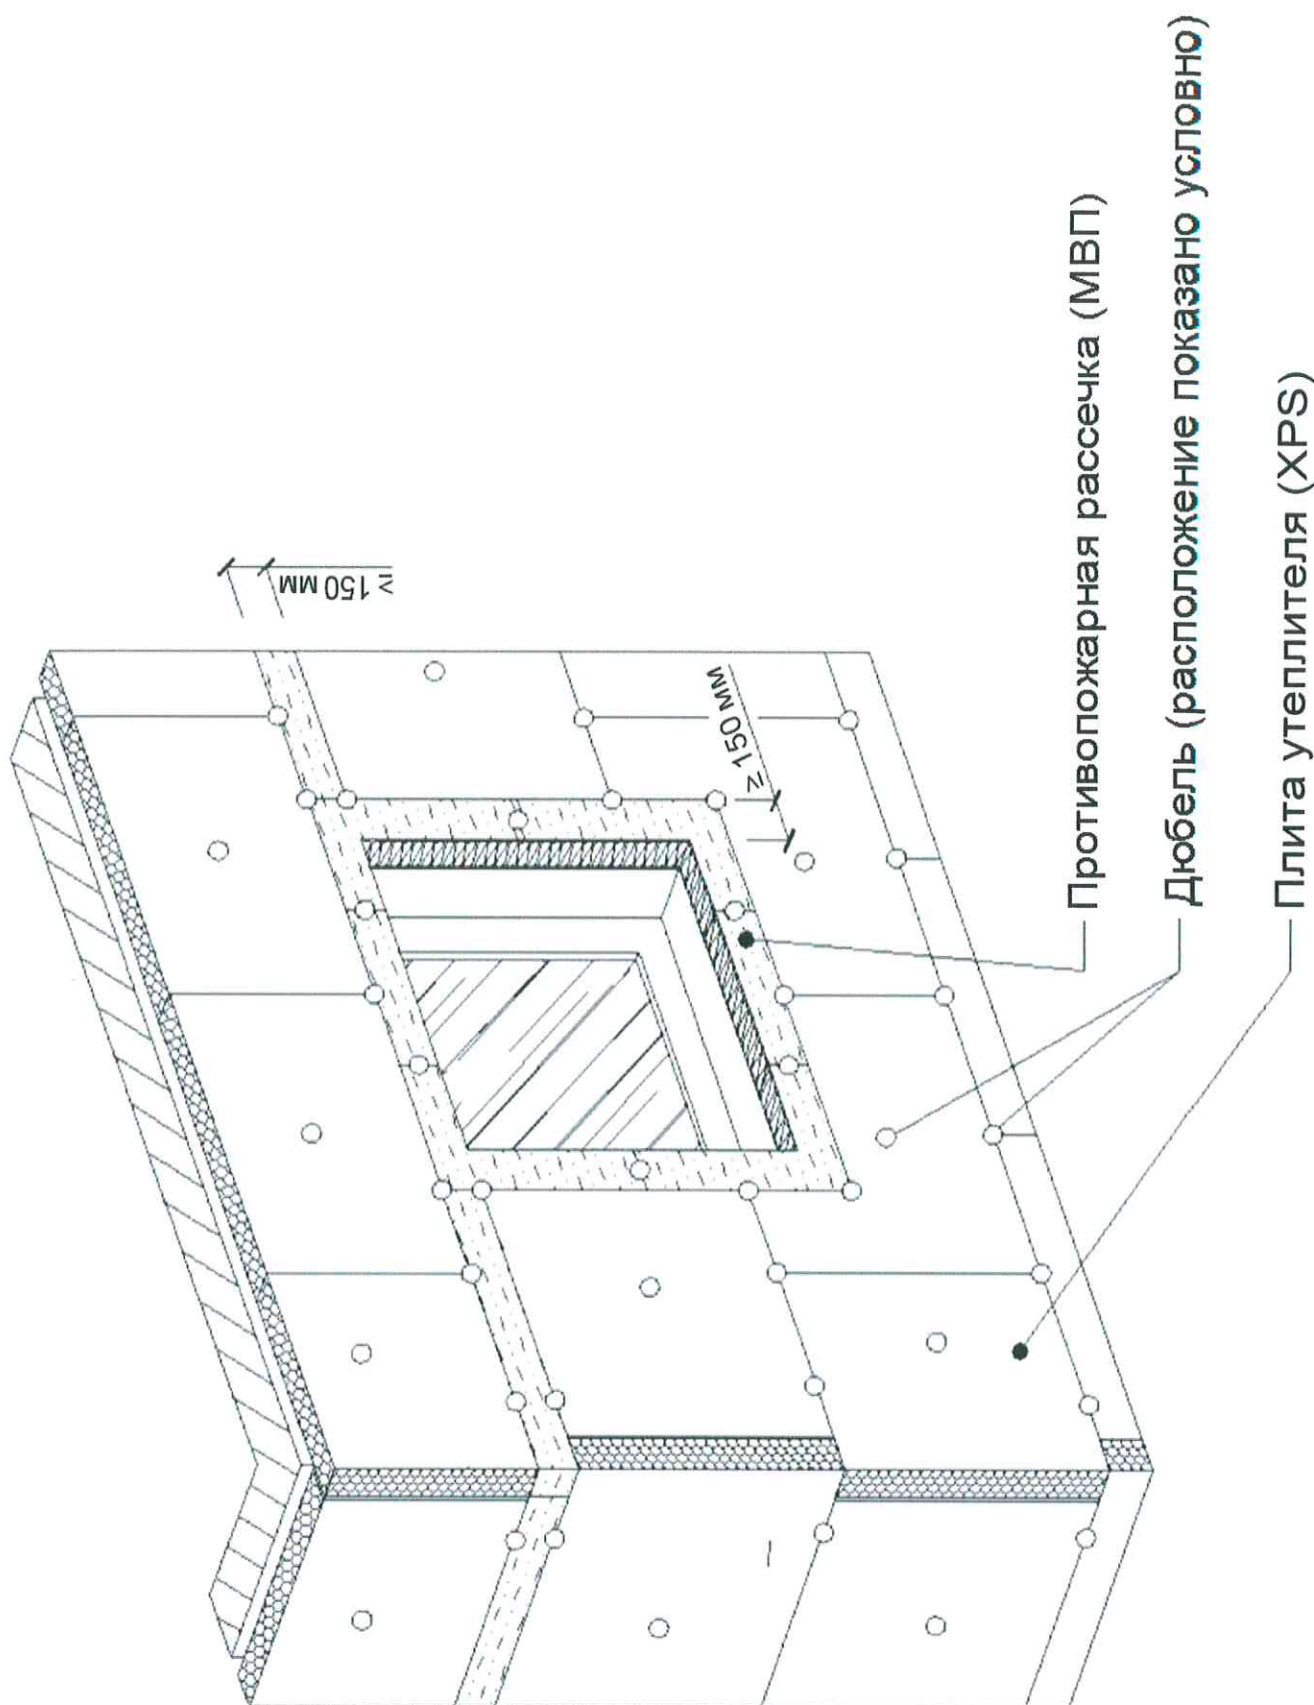 ≥ 150 мм
≥ 150 мм
Противопожарная рассечка (МВП)
Дюбель (расположение показано условно)
Плита утеплителя (XPS)